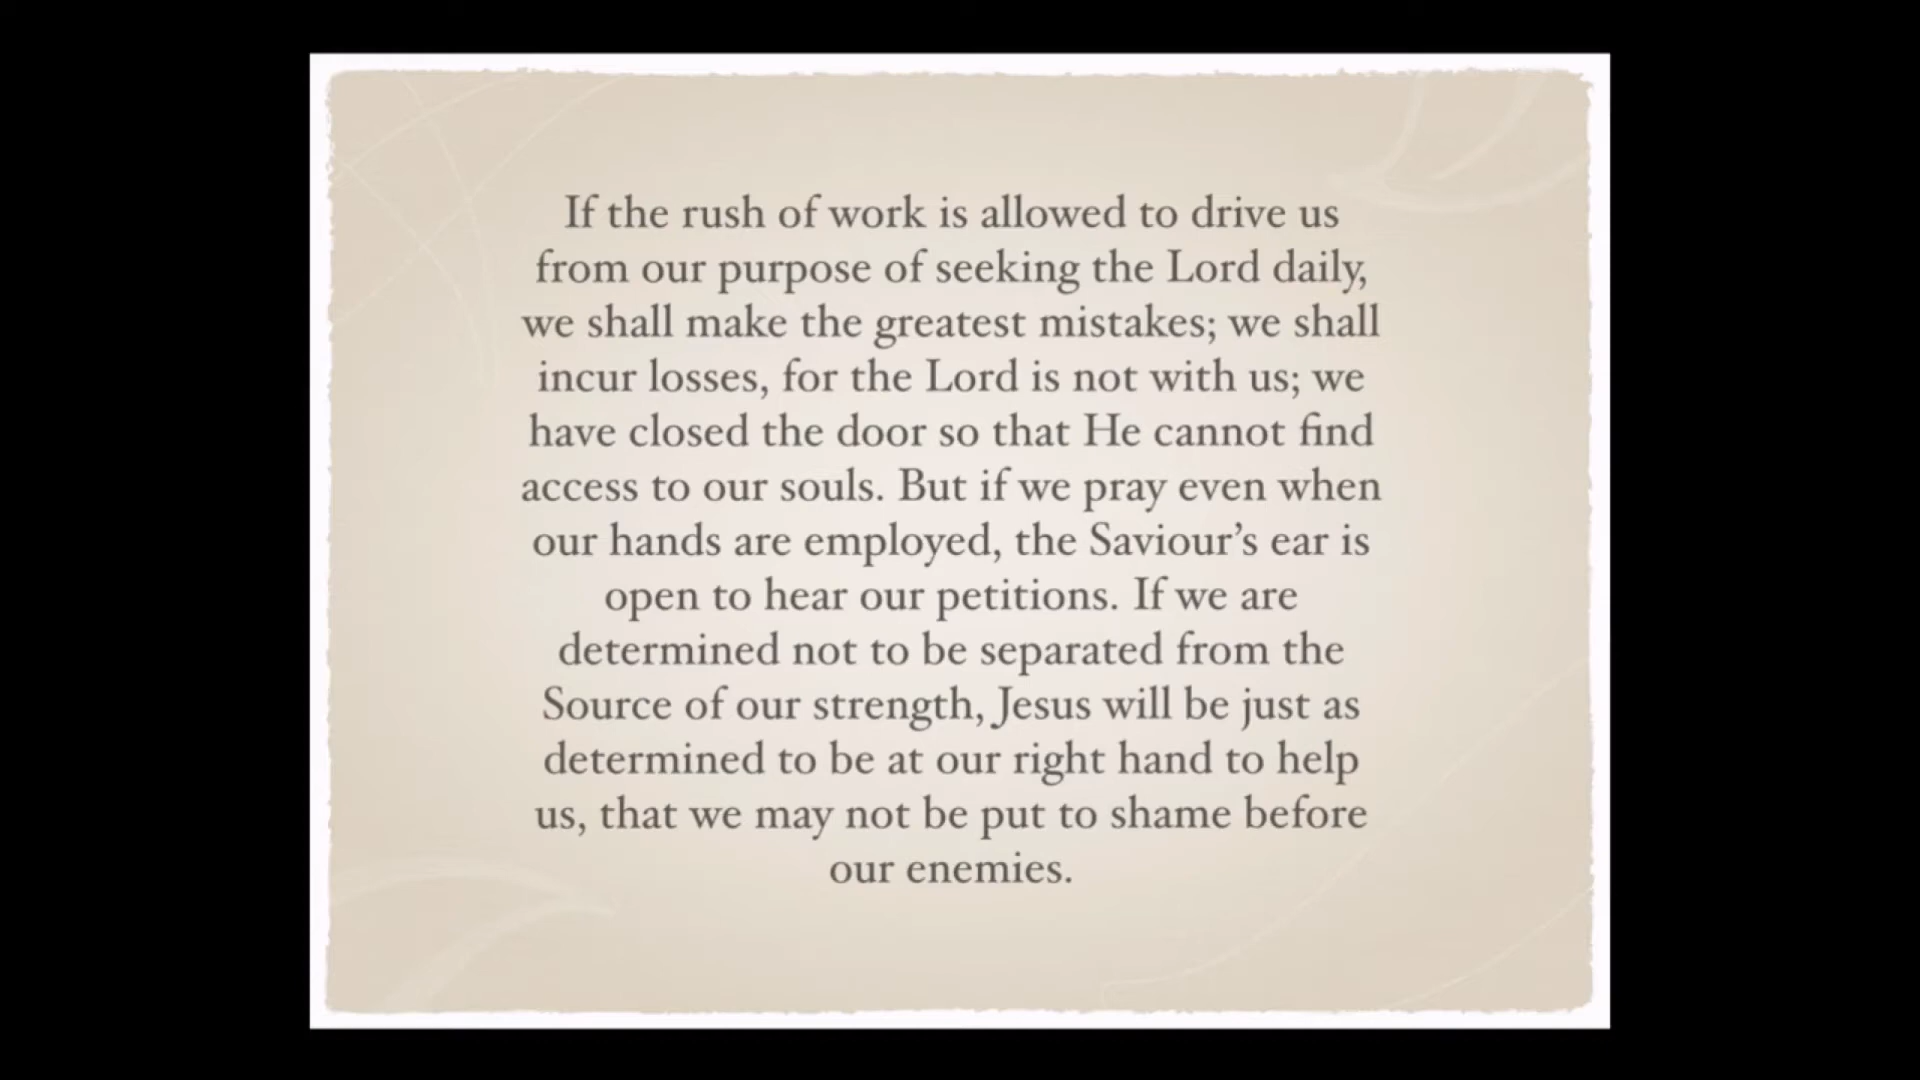 If the rush of work is allowed to drive us
from our purpose of seeking the Lord daily,
we shall make the greatest mistakes; we shall
incur losses, for the Lord is not with us; we
have closed the door so that He cannot find
access to our souls. But if we pray even when
our hands are employed, the Saviour’s ear is
open to hear our petitions. If we are
determined not to be separated from the
Source of our strength, Jesus will be just as
determined to be at our right hand to help
us, that we may not be put to shame before
our enemies.